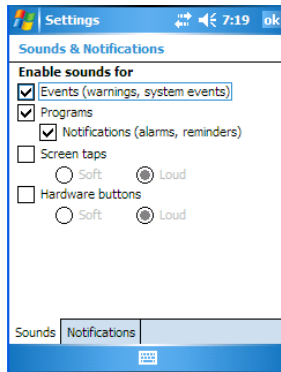 Settings 7:19 ok
Sounds & Notifications
Enable sounds for
Events (warnings, system events)
Programs
Notifications (alarms, reminders)
Screen taps
Soft Loud
Hardware buttons
Soft Loud
Sounds Notifications